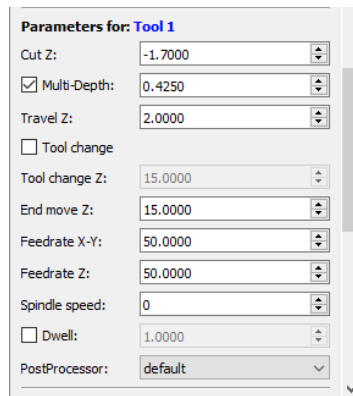 Parameters for: Tool 1
Cut Z: -1.7000
Multi-Depth: 0.4250
Travel Z: 2.0000
Tool change
Tool change Z: 15.0000
End move Z: 15.0000
Feedrate X-Y: 50.0000
Feedrate Z: 50.0000
Spindle speed: 0
Dwell: 1.0000
PostProcessor: default